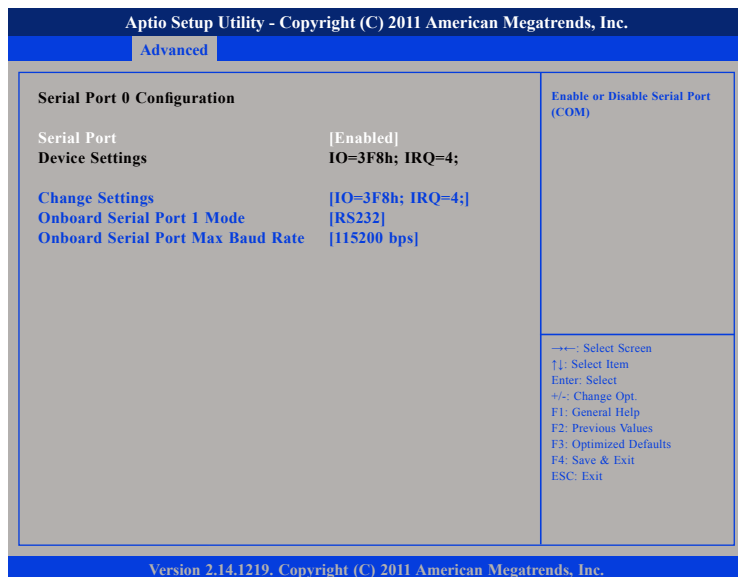 Aptio Setup Utility - Copyright (C) 2011 American Megatrends, Inc.
Advanced
Serial Port 0 Configuration
Serial Port [Enabled]
Device Settings IO=3F8h; IRQ=4;
Change Settings [IO=3F8h; IRQ=4;]
Onboard Serial Port 1 Mode [RS232]
Onboard Serial Port Max Baud Rate [115200 bps]
Enable or Disable Serial Port
(COM)
→←: Select Screen
↑↓: Select Item
Enter: Select
+/-: Change Opt.
F1: General Help
F2: Previous Values
F3: Optimized Defaults
F4: Save & Exit
ESC: Exit
Version 2.14.1219. Copyright (C) 2011 American Megatrends, Inc.